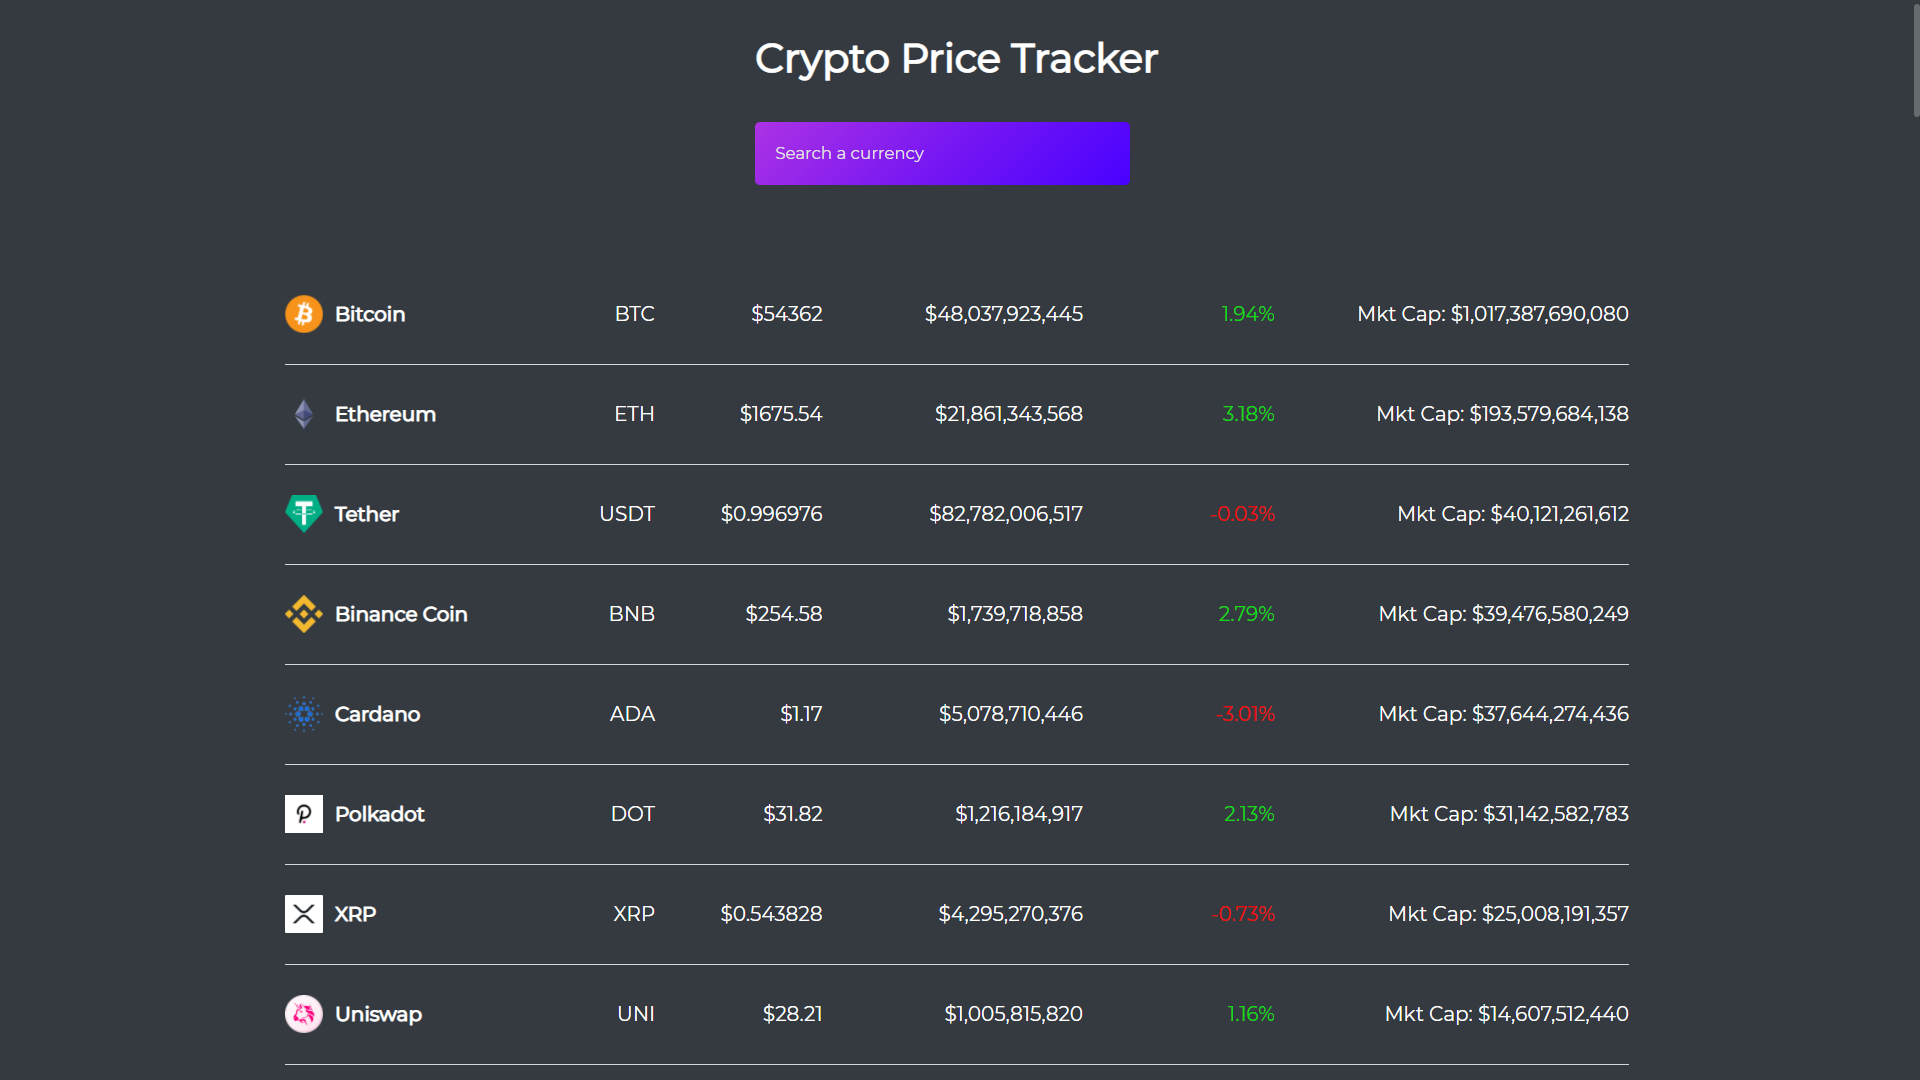 Crypto Price Tracker
Search a currency
Bitcoin BTC $54362 $48,037,923,445 1.94% Mkt Cap: $1,017,387,690,080
Ethereum ETH $1675.54 $21,861,343,568 3.18% Mkt Cap: $193,579,684,138
Tether USDT $0.996976 $82,782,006,517 -0.03% Mkt Cap: $40,121,261,612
Binance Coin BNB $254.58 $1,739,718,858 2.79% Mkt Cap: $39,476,580,249
Cardano ADA $1.17 $5,078,710,446 -3.01% Mkt Cap: $37,644,274,436
Polkadot DOT $31.82 $1,216,184,917 2.13% Mkt Cap: $31,142,582,783
XRP XRP $0.543828 $4,295,270,376 -0.73% Mkt Cap: $25,008,191,357
Uniswap UNI $28.21 $1,005,815,820 1.16% Mkt Cap: $14,607,512,440